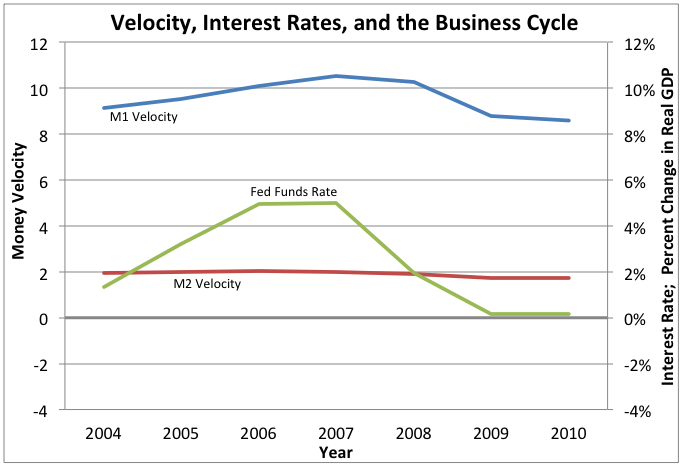 Velocity, Interest Rates, and the Business Cycle
12
10
8
6
4
2
0
-2
-4
Money Velocity
M1 Velocity
Fed Funds Rate
M2 Velocity
12%
10%
8%
6%
4%
2%
0%
-2%
-4%
Interest Rate; Percent Change in Real GDP
2004 2005 2006 2007 2008 2009 2010
Year